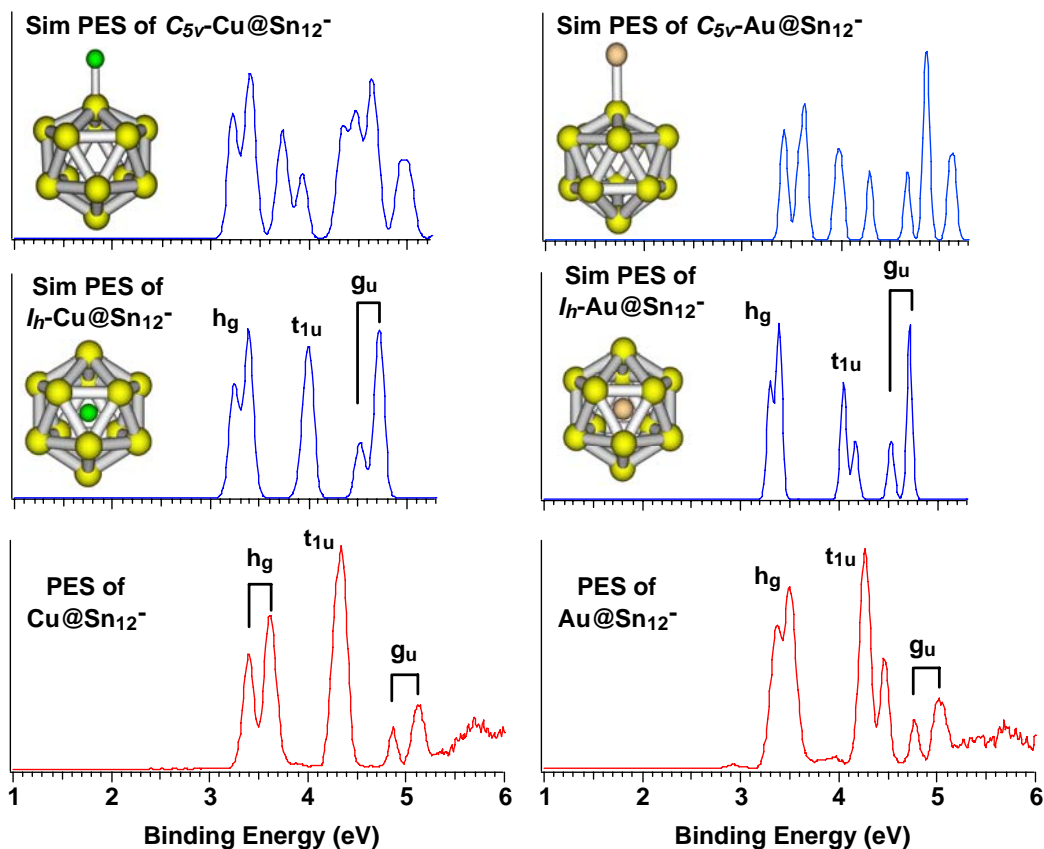 Sim PES of C5v-Cu@Sn12-
Sim PES of C5v-Au@Sn12-
Sim PES of
Ih-Cu@Sn12-
hg
t1u
gu
Sim PES of
Ih-Au@Sn12-
hg
t1u
gu
PES of
Cu@Sn12-
hg
t1u
gu
PES of
Au@Sn12-
hg
t1u
gu
1 2 3 4 5 6
1 2 3 4 5 6
Binding Energy (eV)
Binding Energy (eV)